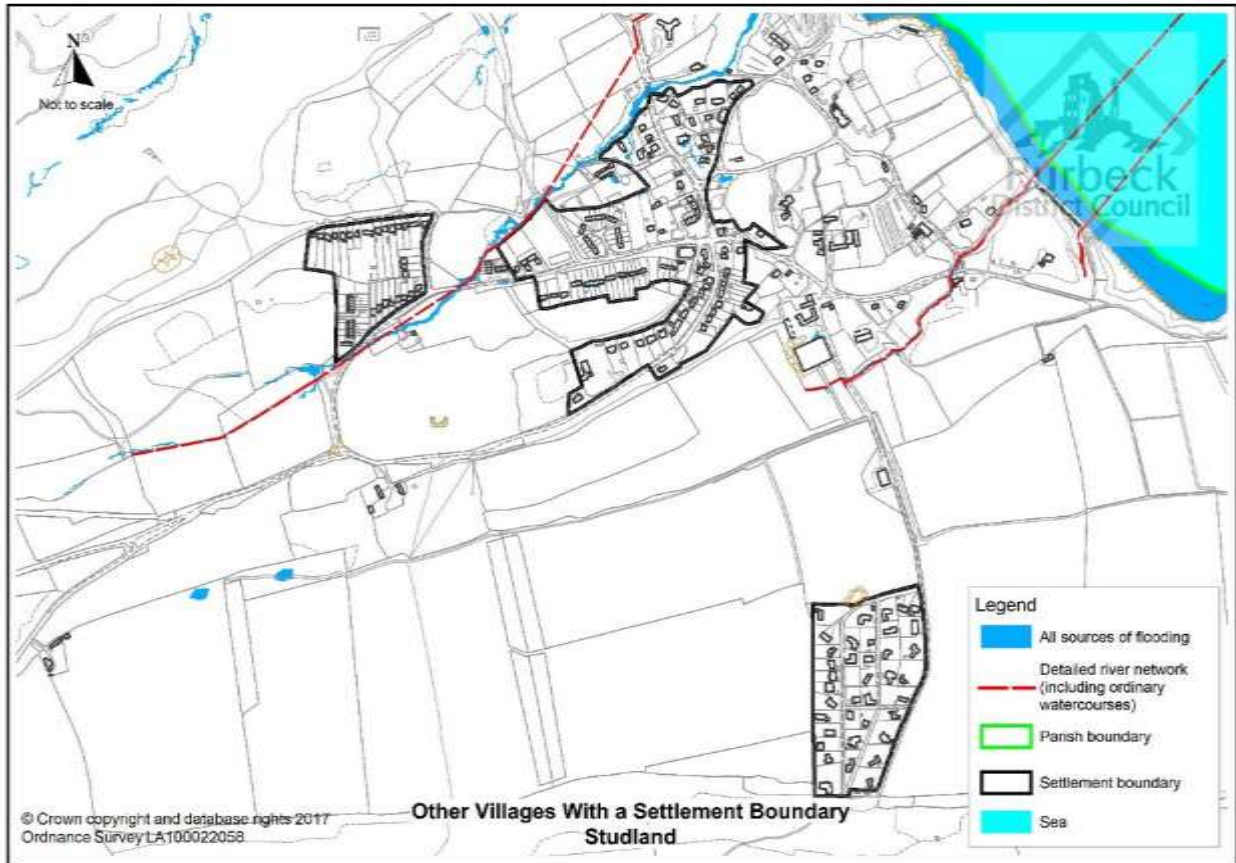 N
Not to scale
Purbeck
District Council
Legend
All sources of flooding
Detailed river network
(including ordinary
watercourses)
Parish boundary
Settlement boundary
Sea
Other Villages With a Settlement Boundary
Studland
© Crown copyright and database rights 2017
Ordnance Survey LA100022058